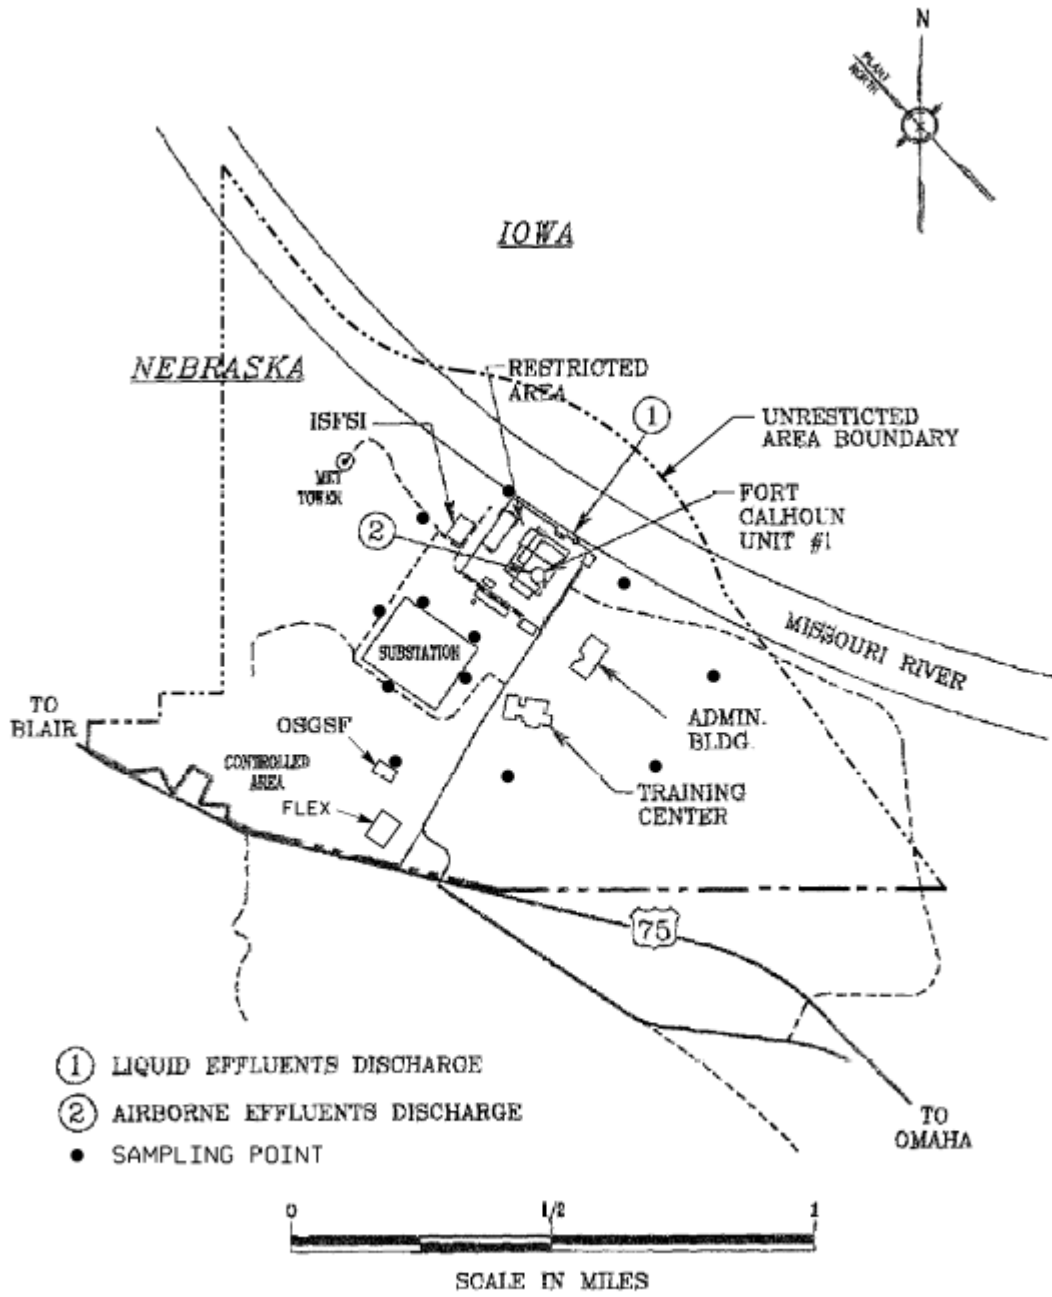 N
PLANT
NORTH
IOWA
NEBRASKA
RESTRICTED
AREA
ISFSI
1
UNRESTICTED
AREA BOUNDARY
MET
TOWER
2
FORT
CALHOUN
UNIT #1
MISSOURI RIVER
SUBSTATION
TO
BLAIR
OSGSF
ADMIN.
BLDG.
CONTROLLED
AREA
FLEX
TRAINING
CENTER
75
1 LIQUID EFFLUENTS DISCHARGE
2 AIRBORNE EFFLUENTS DISCHARGE
● SAMPLING POINT
TO
OMAHA
0 1/2 1
SCALE IN MILES